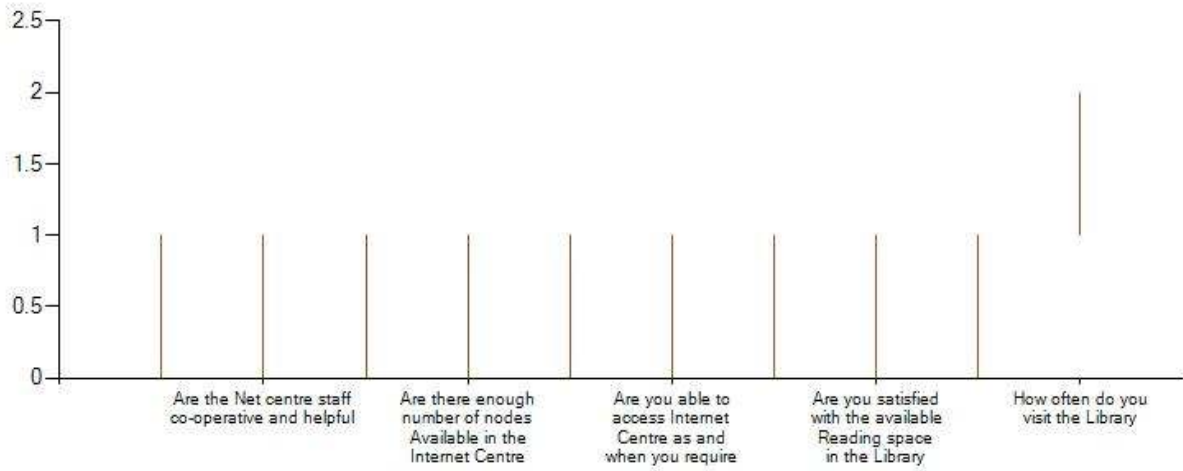 2.5
2
1.5
1
0.5
0
Are the Net centre staff
co-operative and helpful
Are there enough
number of nodes
Available in the
Internet Centre
Are you able to
access Internet
Centre as and
when you require
Are you satisfied
with the available
Reading space
in the Library
How often do you
visit the Library